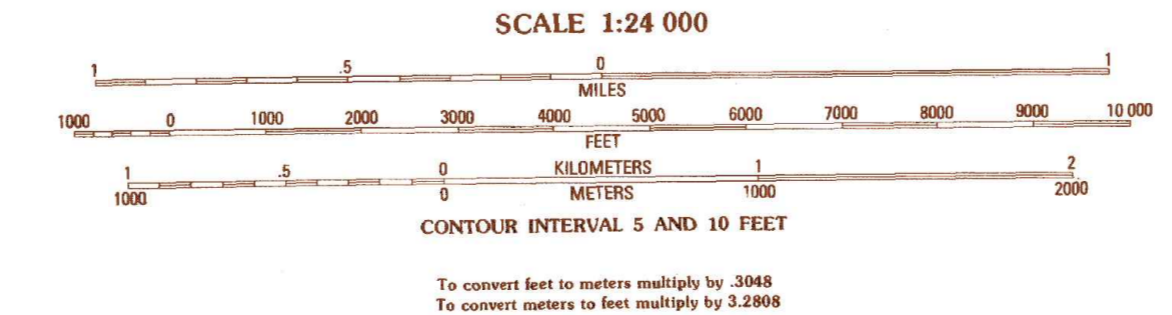 SCALE 1:24 000
1 .5 0 1
MILES
1000 0 1000 2000 3000 4000 5000 6000 7000 8000 9000 10 000
FEET
1 .5 0 KILOMETERS 1 2
1000 0 METERS 1000 2000
CONTOUR INTERVAL 5 AND 10 FEET
To convert feet to meters multiply by .3048
To convert meters to feet multiply by 3.2808